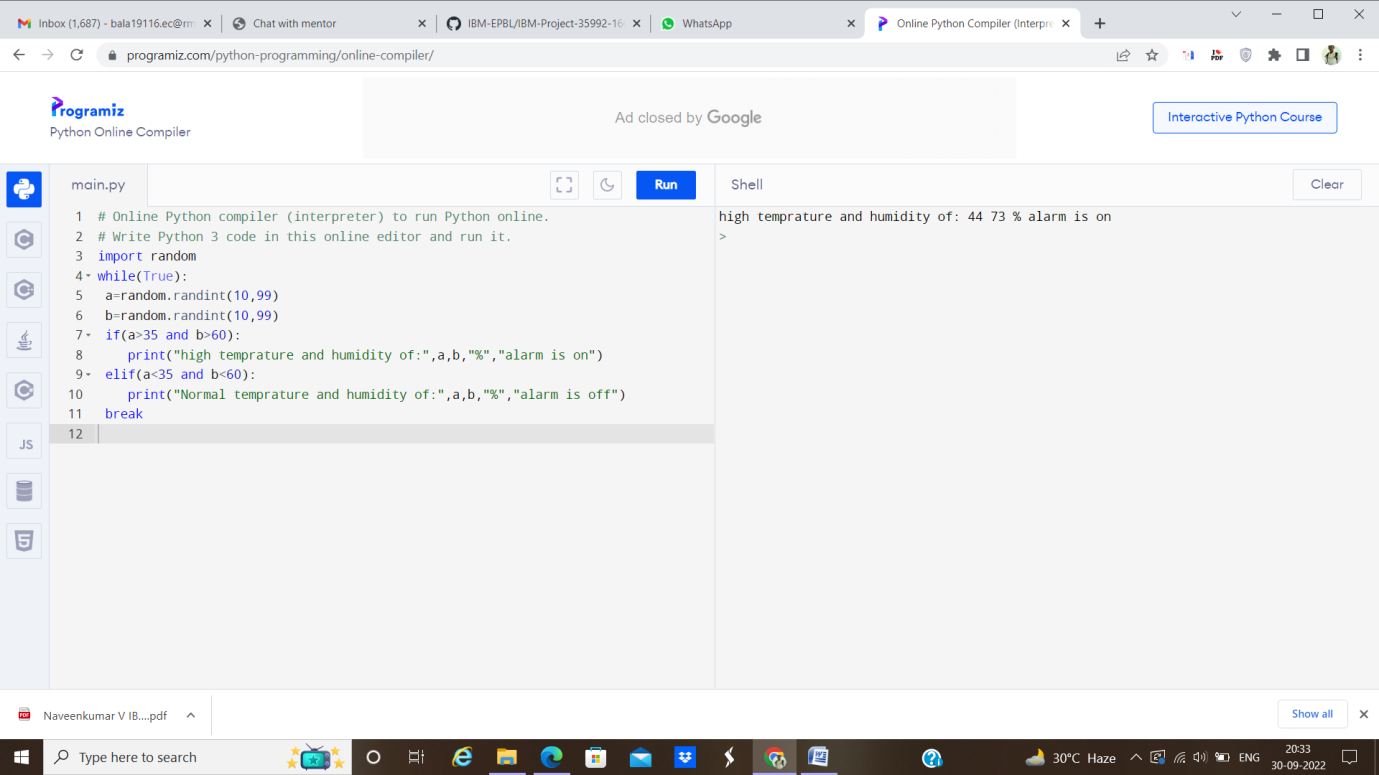 Inbox (1,687) - bala19116.ec@rm
Chat with mentor
IBM-EPBL/IBM-Project-35992-16
WhatsApp
Online Python Compiler (Interpre
programiz.com/python-programming/online-compiler/
Programiz
Python Online Compiler
Ad closed by Google
Interactive Python Course
main.py
Run
Shell
Clear
1 # Online Python compiler (interpreter) to run Python online.
2 # Write Python 3 code in this online editor and run it.
3 import random
4 while(True):
5 a=random.randint(10,99)
6 b=random.randint(10,99)
7 if(a>35 and b>60):
8 print("high temprature and humidity of:",a,b,"%","alarm is on")
9 elif(a<35 and b<60):
10 print("Normal temprature and humidity of:",a,b,"%","alarm is off")
11 break
12
high temprature and humidity of: 44 73 % alarm is on
>
JS
Naveenkumar V IB....pdf
Show all
Type here to search
30°C Haze
ENG
20:33
30-09-2022